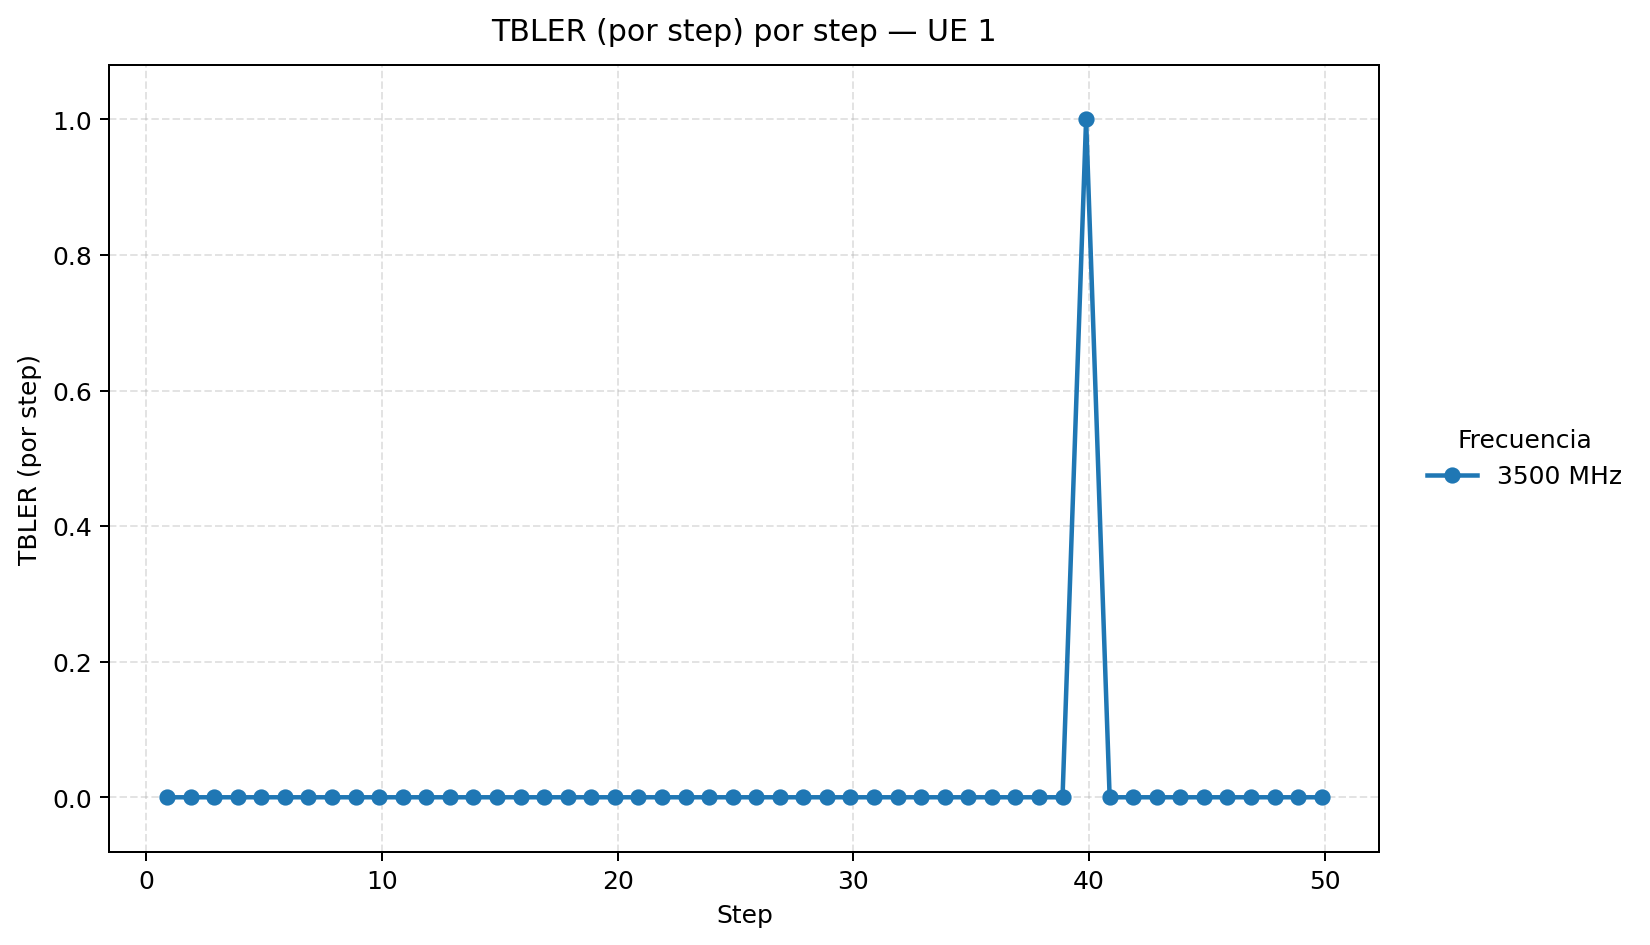 TBLER (por step) por step — UE 1
1.0
0.8
0.6
0.4
0.2
0.0
TBLER (por step)
0 10 20 30 40 50
Step
Frecuencia
3500 MHz